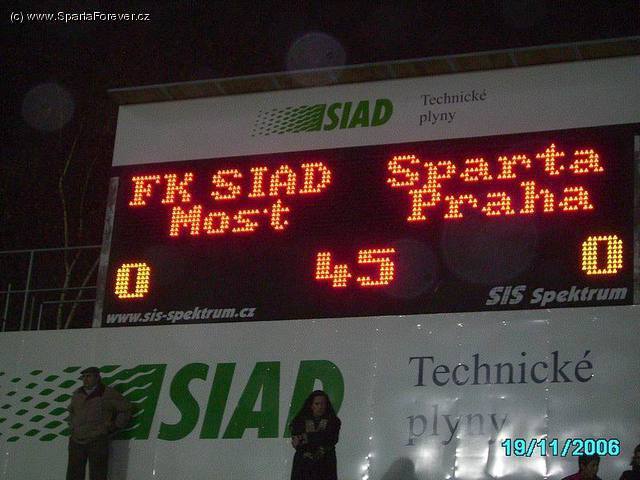 (c) www.SpartaForever.cz
SIAD Technické
plyny
FK SIAD Sparta
Most Praha
0 45 0
www.sis-spektrum.cz SIS Spektrum
SIAD Technické
plyny
19/11/2006